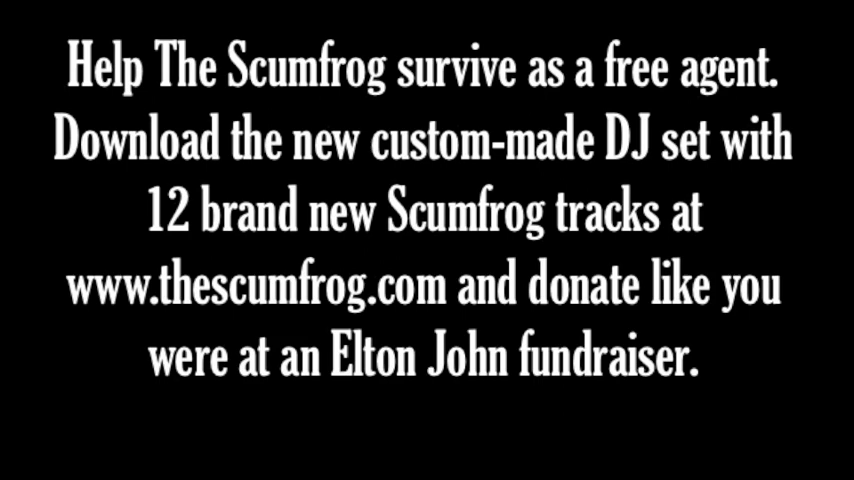 Help The Scumfrog survive as a free agent.
Download the new custom-made DJ set with
12 brand new Scumfrog tracks at
www.thescumfrog.com and donate like you
were at an Elton John fundraiser.